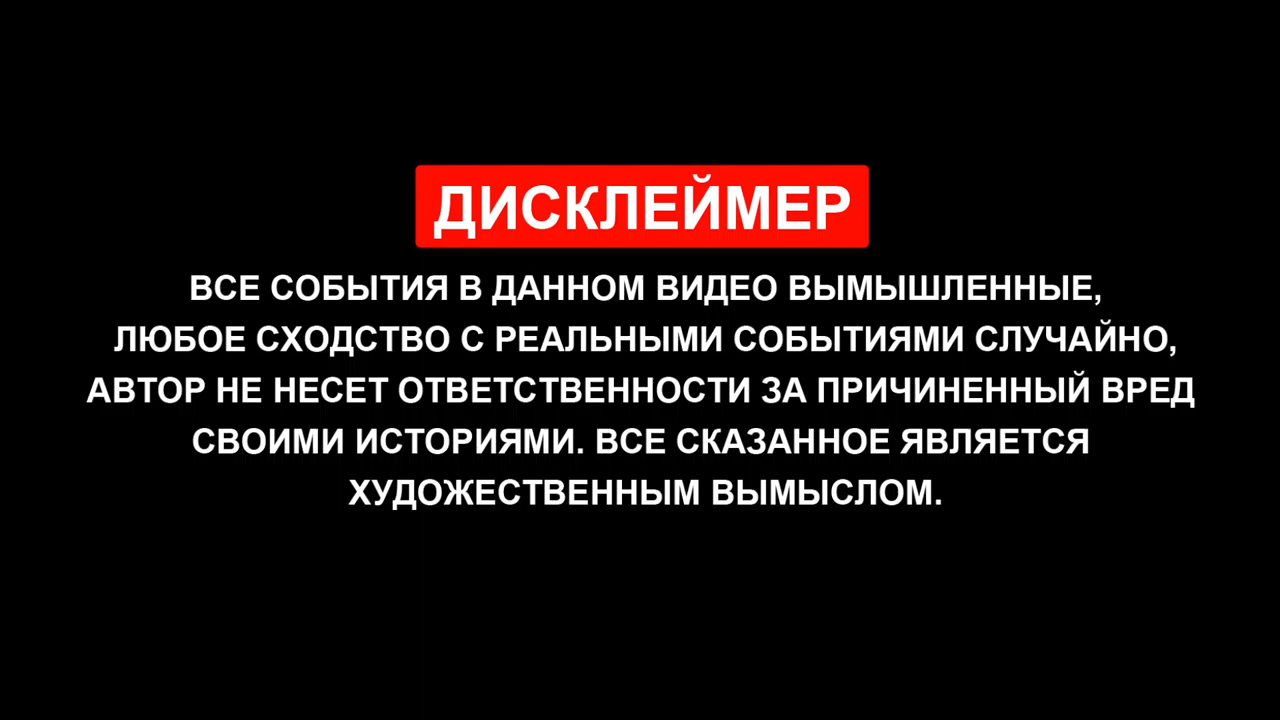 ДИСКЛЕЙМЕР
ВСЕ СОБЫТИЯ В ДАННОМ ВИДЕО ВЫМЫШЛЕННЫЕ,
ЛЮБОЕ СХОДСТВО С РЕАЛЬНЫМИ СОБЫТИЯМИ СЛУЧАЙНО,
АВТОР НЕ НЕСЕТ ОТВЕТСТВЕННОСТИ ЗА ПРИЧИНЕННЫЙ ВРЕД
СВОИМИ ИСТОРИЯМИ. ВСЕ СКАЗАННОЕ ЯВЛЯЕТСЯ
ХУДОЖЕСТВЕННЫМ ВЫМЫСЛОМ.